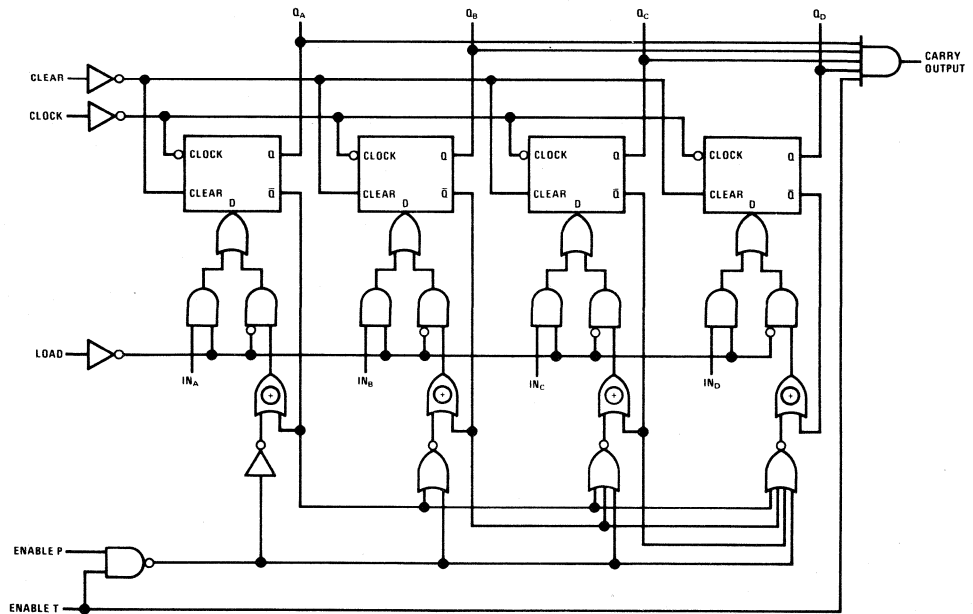 QA QB QC QD
CARRY
OUTPUT
CLEAR
CLOCK
CLOCK Q CLOCK Q CLOCK Q CLOCK Q
CLEAR Q̅ CLEAR Q̅ CLEAR Q̅ CLEAR Q̅
D D D D
LOAD
INA INB INC IND
+ + + +
ENABLE P
ENABLE T